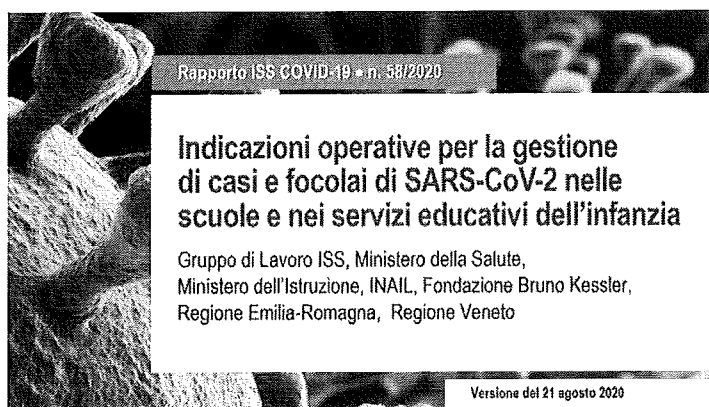 Rapporto ISS COVID-19 • n. 58/2020
Indicazioni operative per la gestione
di casi e focolai di SARS-CoV-2 nelle
scuole e nei servizi educativi dell'infanzia
Gruppo di Lavoro ISS, Ministero della Salute,
Ministero dell'Istruzione, INAIL, Fondazione Bruno Kessler,
Regione Emilia-Romagna, Regione Veneto
Versione del 21 agosto 2020